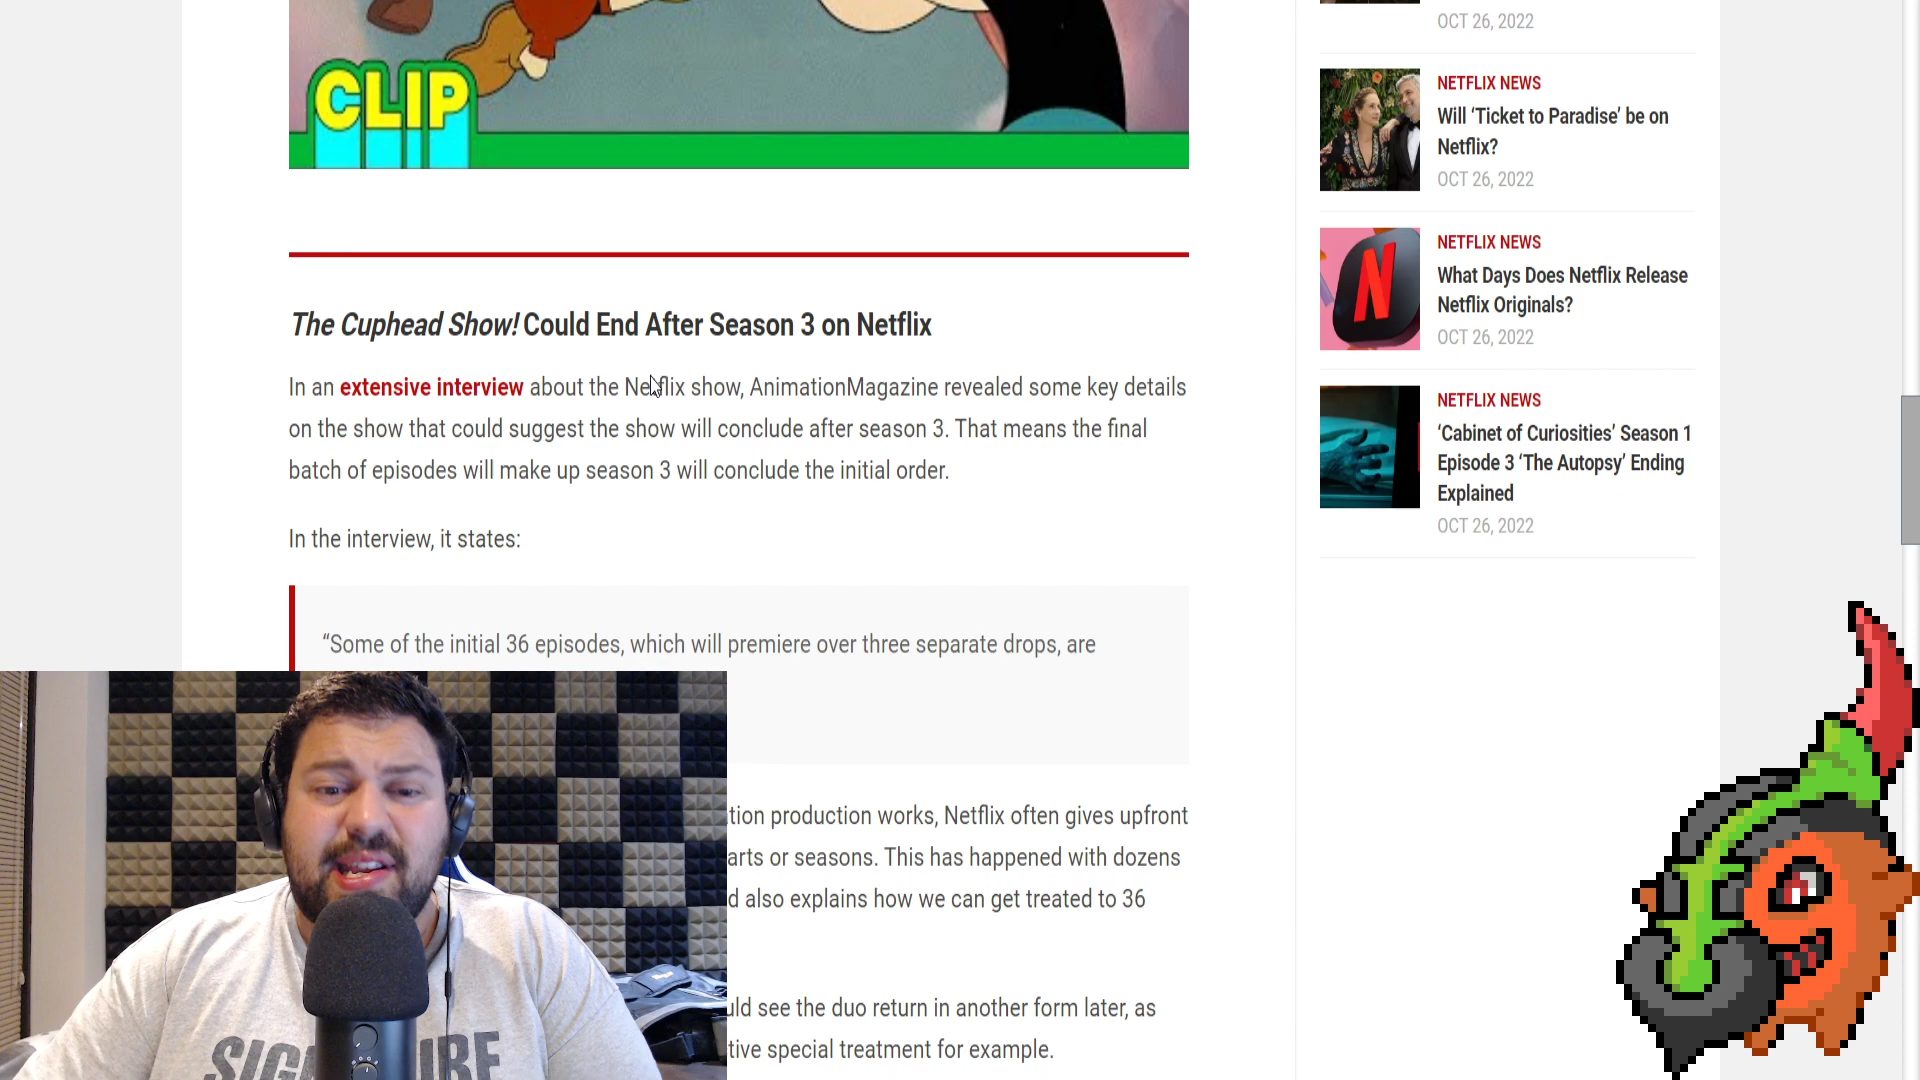 CLIP
The Cuphead Show! Could End After Season 3 on Netflix
In an extensive interview about the Netflix show, AnimationMagazine revealed some key details
on the show that could suggest the show will conclude after season 3. That means the final
batch of episodes will make up season 3 will conclude the initial order.
In the interview, it states:
“Some of the initial 36 episodes, which will premiere over three separate drops, are
tion production works, Netflix often gives upfront
arts or seasons. This has happened with dozens
d also explains how we can get treated to 36
uld see the duo return in another form later, as
tive special treatment for example.
OCT 26, 2022
NETFLIX NEWS
Will ‘Ticket to Paradise’ be on
Netflix?
OCT 26, 2022
NETFLIX NEWS
What Days Does Netflix Release
Netflix Originals?
OCT 26, 2022
NETFLIX NEWS
‘Cabinet of Curiosities’ Season 1
Episode 3 ‘The Autopsy’ Ending
Explained
OCT 26, 2022
N